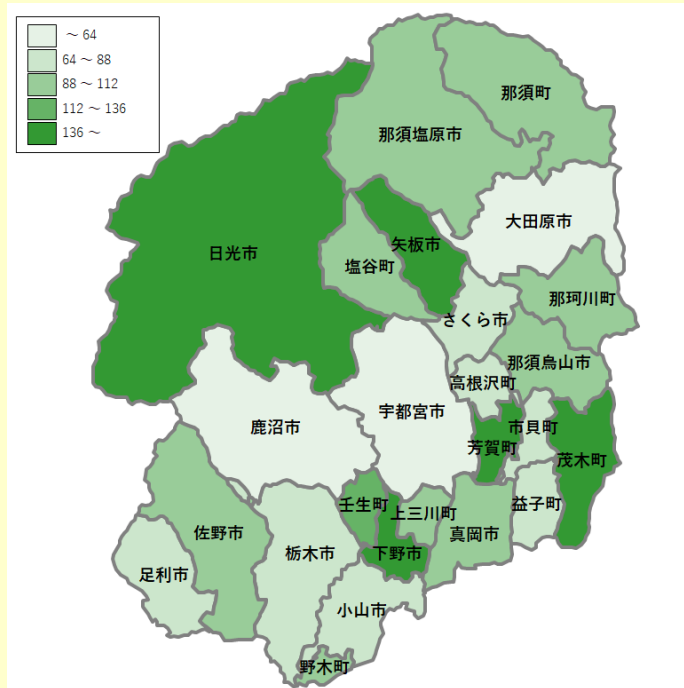 ～ 64
64 ～ 88
88 ～ 112
112 ～ 136
136 ～
那須町
那須塩原市
大田原市
矢板市
日光市
塩谷町
那珂川町
さくら市
那須烏山市
高根沢町
宇都宮市
鹿沼市
市貝町
芳賀町
茂木町
壬生町
益子町
上三川町
佐野市
真岡市
栃木市
下野市
足利市
小山市
野木町